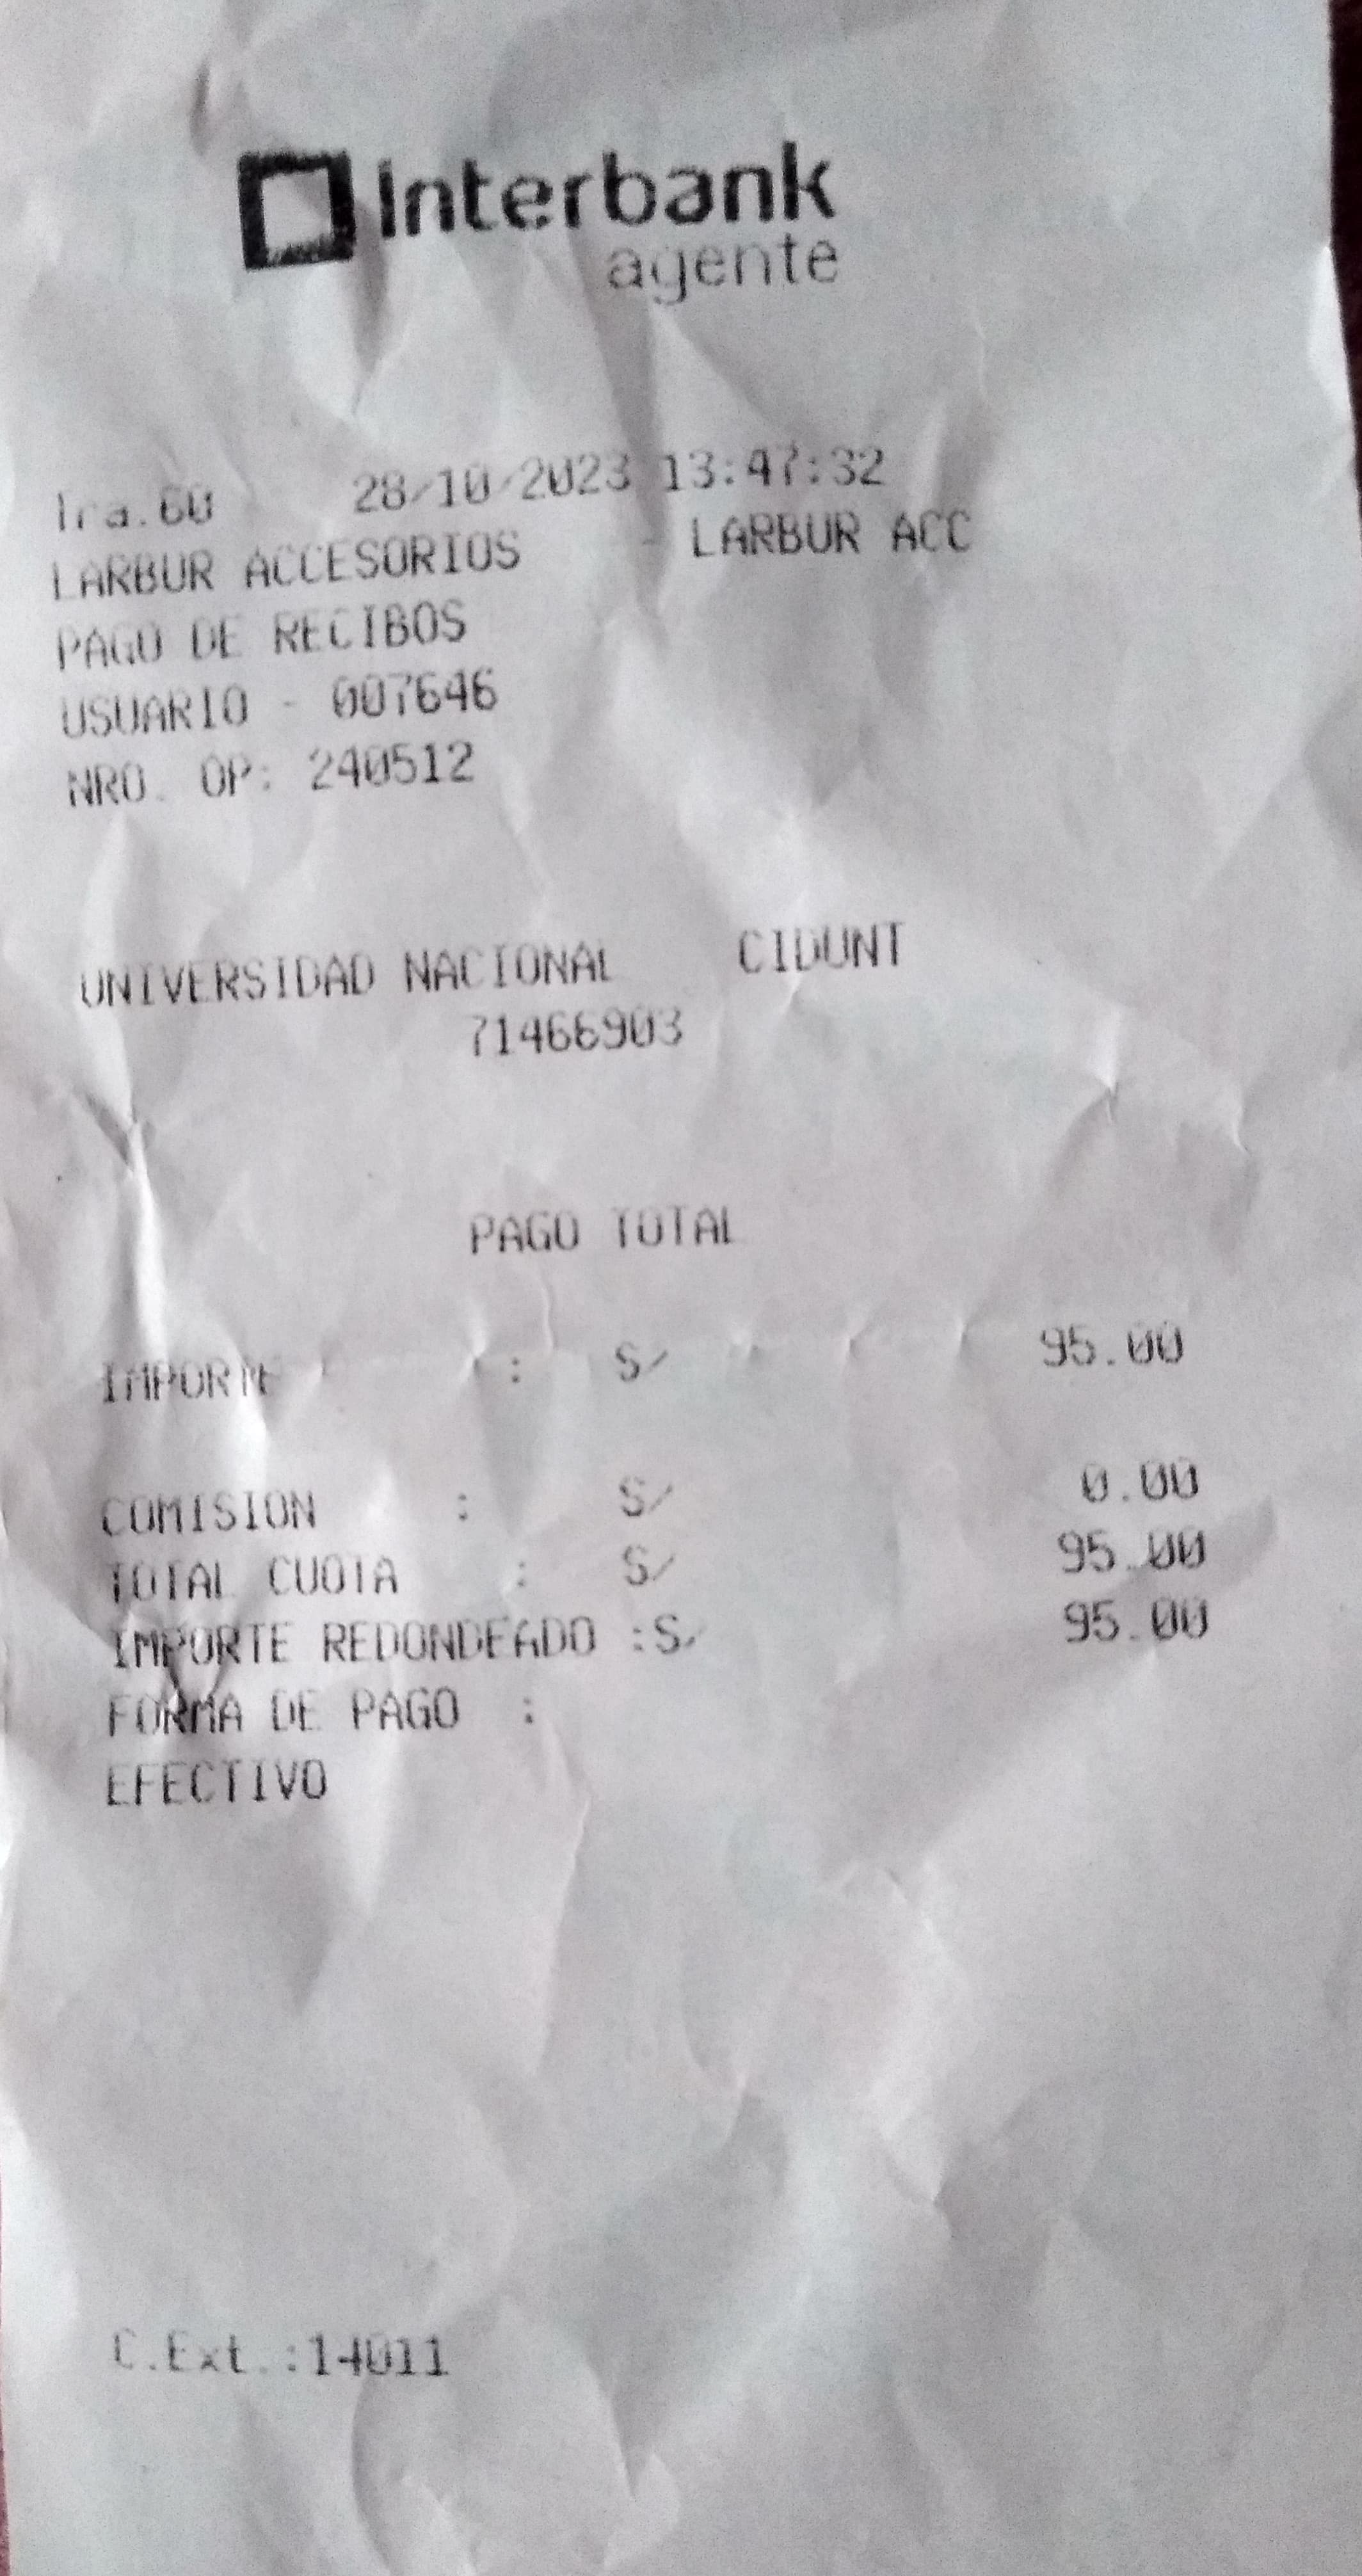 Interbank
agente
Tra.60 28/10/2023 13:47:32
LARBUR ACCESORIOS - LARBUR ACC
PAGO DE RECIBOS
USUARIO - 007646
NRO. OP: 240512
UNIVERSIDAD NACIONAL CIDUNT
71466903
PAGO TOTAL
IMPORTE : S/ 95.00
COMISION : S/ 0.00
TOTAL CUOTA : S/ 95.00
IMPORTE REDONDEADO :S/ 95.00
FORMA DE PAGO :
EFECTIVO
C.Ext.:14011